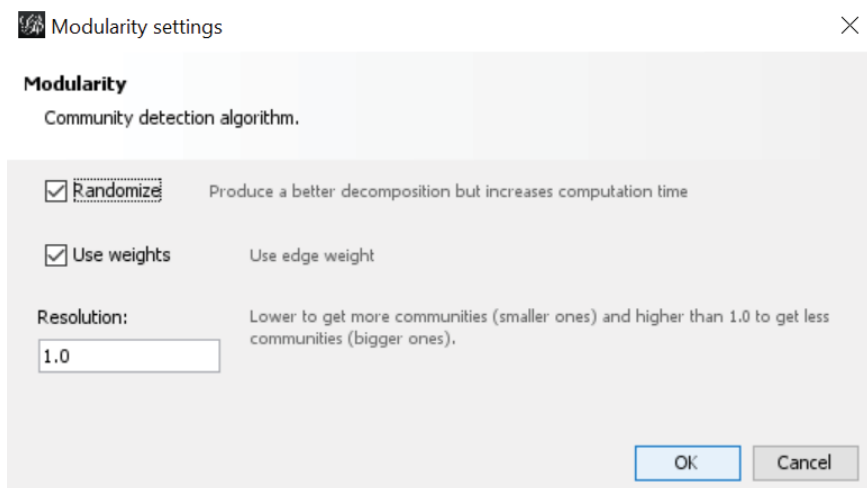 Modularity settings
Modularity
Community detection algorithm.
Randomize Produce a better decomposition but increases computation time
Use weights Use edge weight
Resolution: Lower to get more communities (smaller ones) and higher than 1.0 to get less
communities (bigger ones).
1.0
OK Cancel